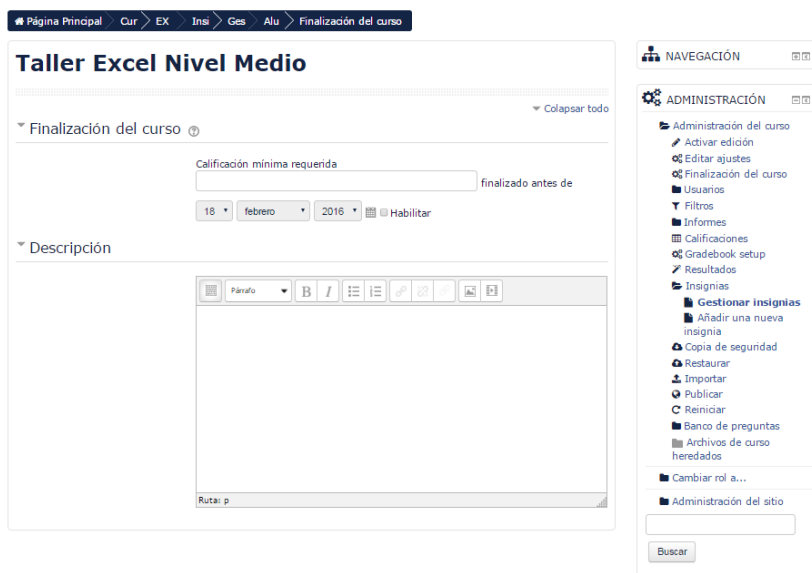 Página Principal Cur EX Insi Ges Alu Finalización del curso
Taller Excel Nivel Medio
Colapsar todo
Finalización del curso
Calificación mínima requerida
finalizado antes de
18 febrero 2016 Habilitar
Descripción
Párrafo B I
Ruta: p
NAVEGACIÓN
ADMINISTRACIÓN
Administración del curso
Activar edición
Editar ajustes
Finalización del curso
Usuarios
Filtros
Informes
Calificaciones
Gradebook setup
Resultados
Insignias
Gestionar insignias
Añadir una nueva
insignia
Copia de seguridad
Restaurar
Importar
Publicar
Reiniciar
Banco de preguntas
Archivos de curso
heredados
Cambiar rol a...
Administración del sitio
Buscar